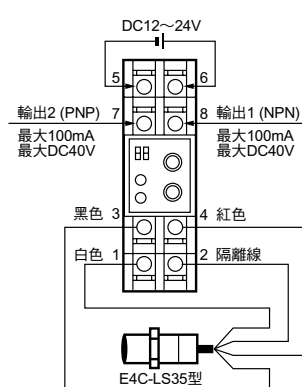 DC12～24V
5 6
輸出2 (PNP) 7 8 輸出1 (NPN)
最大100mA 最大100mA
最大DC40V 最大DC40V
黑色 3 4 紅色
白色 1 2 隔離線
E4C-LS35型